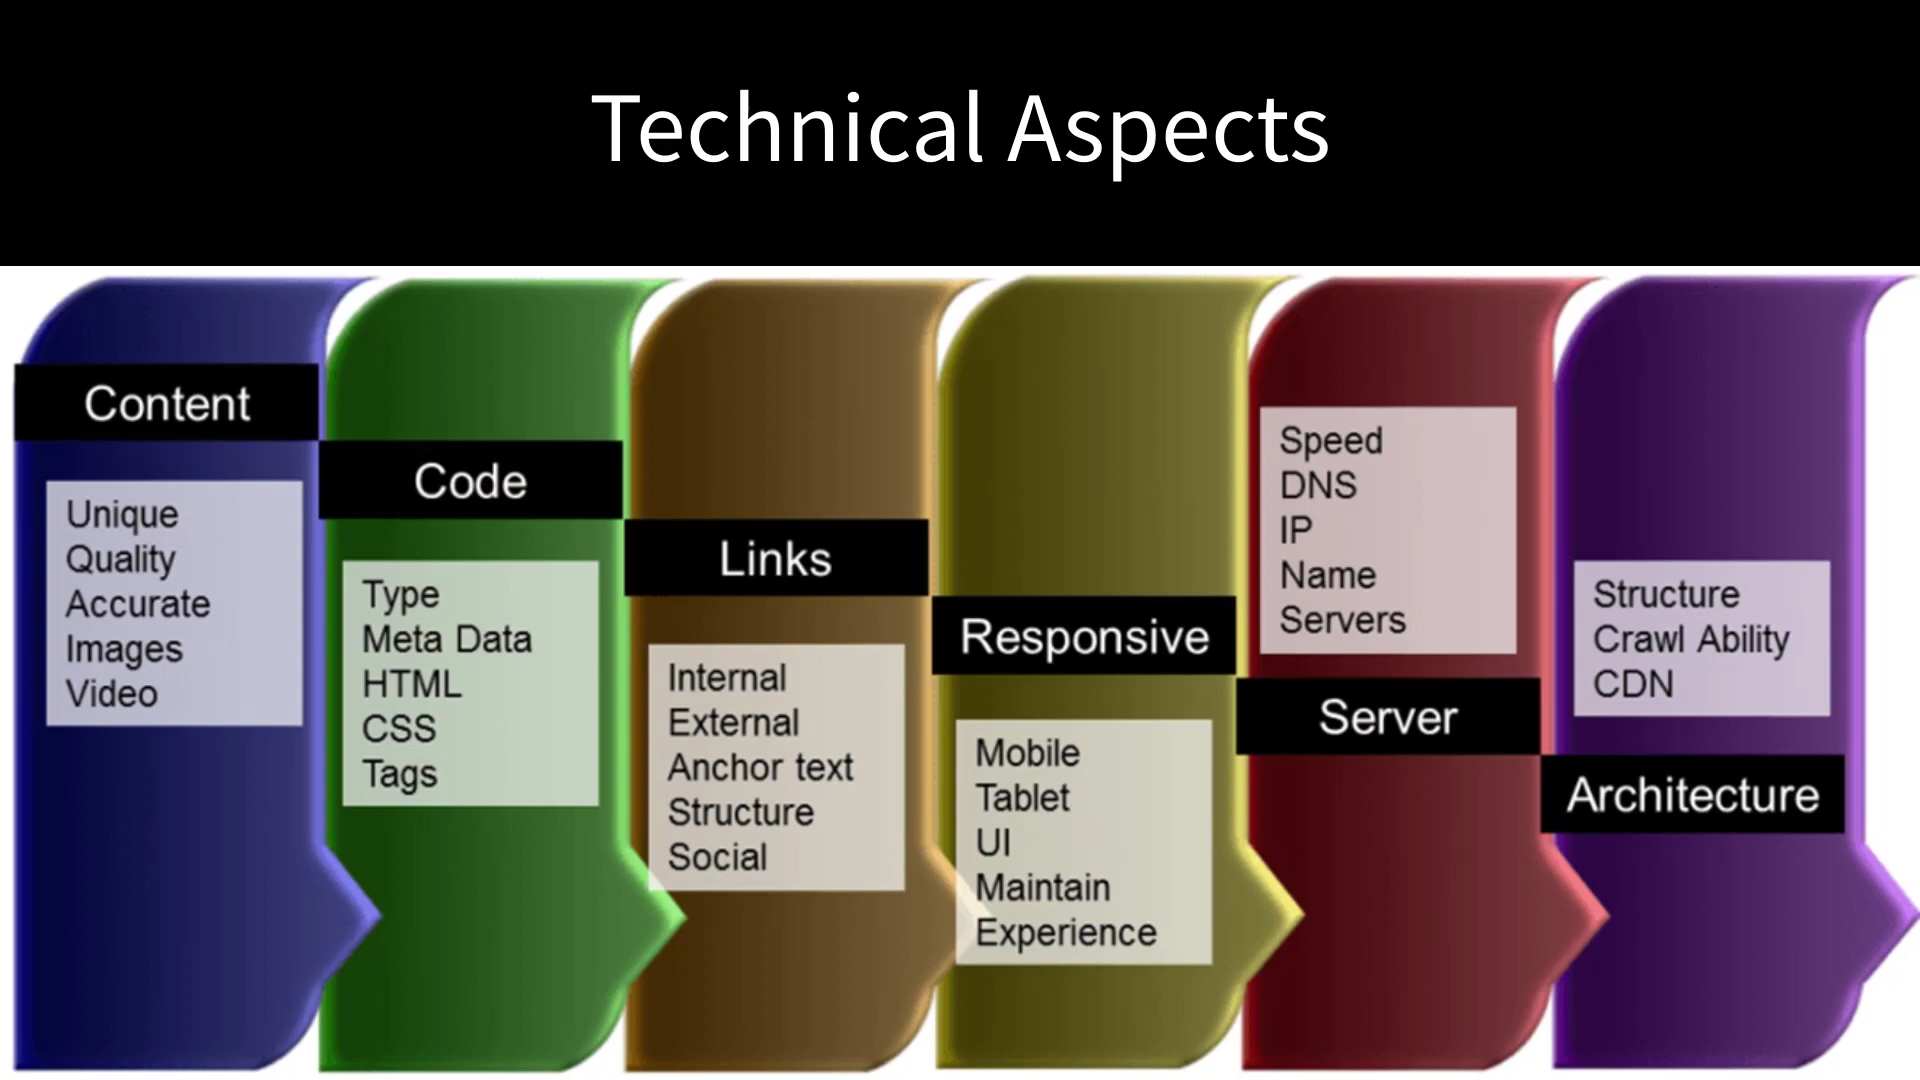 Technical Aspects
Content
Unique
Quality
Accurate
Images
Video
Code
Type
Meta Data
HTML
CSS
Tags
Links
Internal
External
Anchor text
Structure
Social
Responsive
Mobile
Tablet
UI
Maintain
Experience
Speed
DNS
IP
Name
Servers
Server
Structure
Crawl Ability
CDN
Architecture